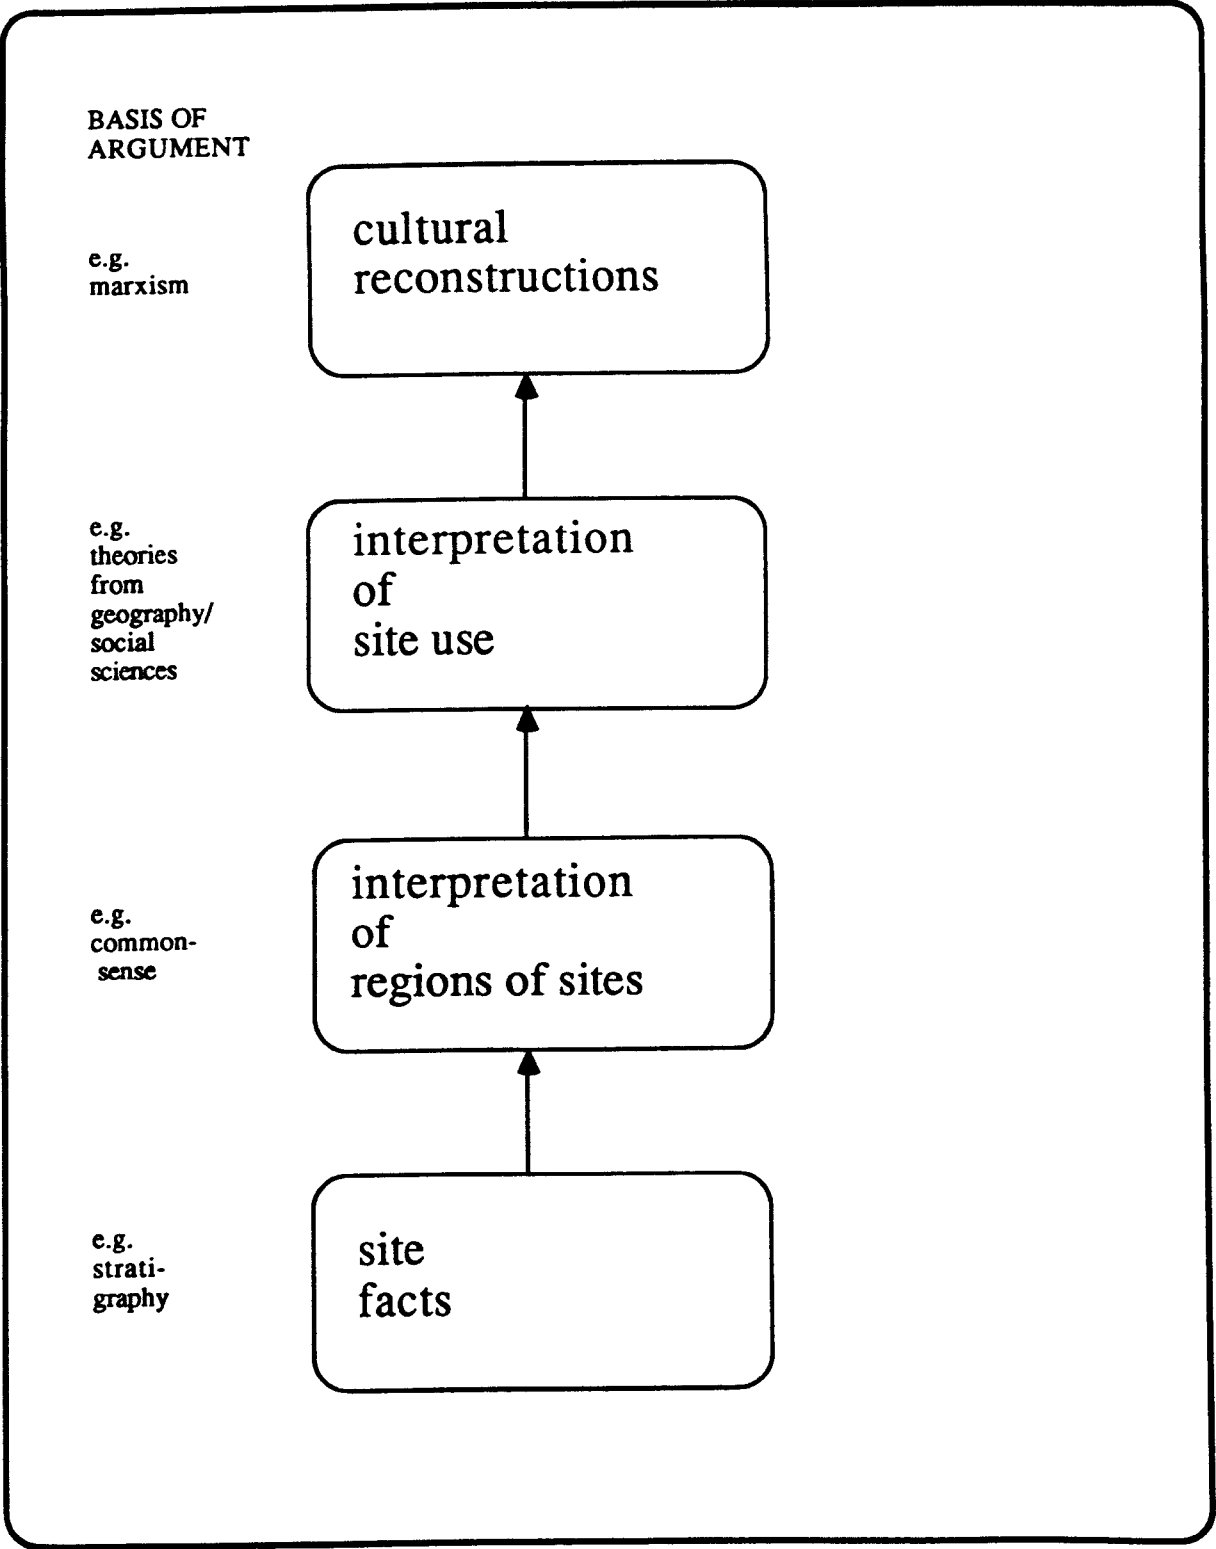 BASIS OF
ARGUMENT
cultural
reconstructions
e.g.
marxism
e.g.
theories
from
geography/
social
sciences
interpretation
of
site use
e.g.
common-
sense
interpretation
of
regions of sites
e.g.
strati-
graphy
site
facts